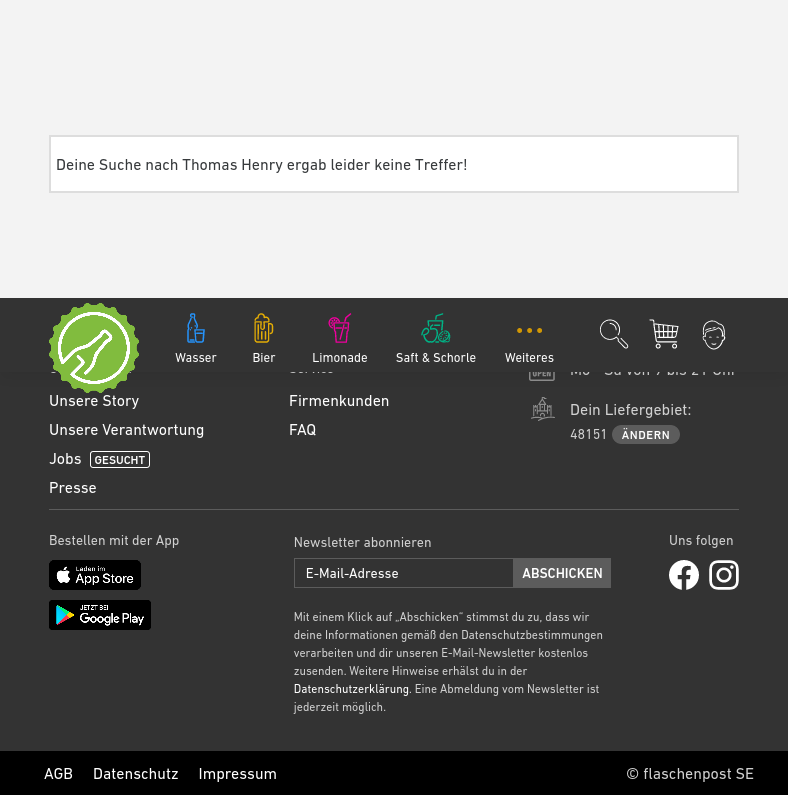 Deine Suche nach Thomas Henry ergab leider keine Treffer!
Wasser
Bier
Limonade
Saft & Schorle
Weiteres
OPEN
Mo - Sa von 9 bis 21 Uhr
Unsere Story
Firmenkunden
Dein Liefergebiet:
Unsere Verantwortung
FAQ
48151 ÄNDERN
Jobs GESUCHT
Presse
Bestellen mit der App
Laden im
App Store
JETZT BEI
Google Play
Newsletter abonnieren
E-Mail-Adresse
ABSCHICKEN
Mit einem Klick auf „Abschicken“ stimmst du zu, dass wir
deine Informationen gemäß den Datenschutzbestimmungen
verarbeiten und dir unseren E-Mail-Newsletter kostenlos
zusenden. Weitere Hinweise erhälst du in der
Datenschutzerklärung. Eine Abmeldung vom Newsletter ist
jederzeit möglich.
Uns folgen
AGB
Datenschutz
Impressum
© flaschenpost SE